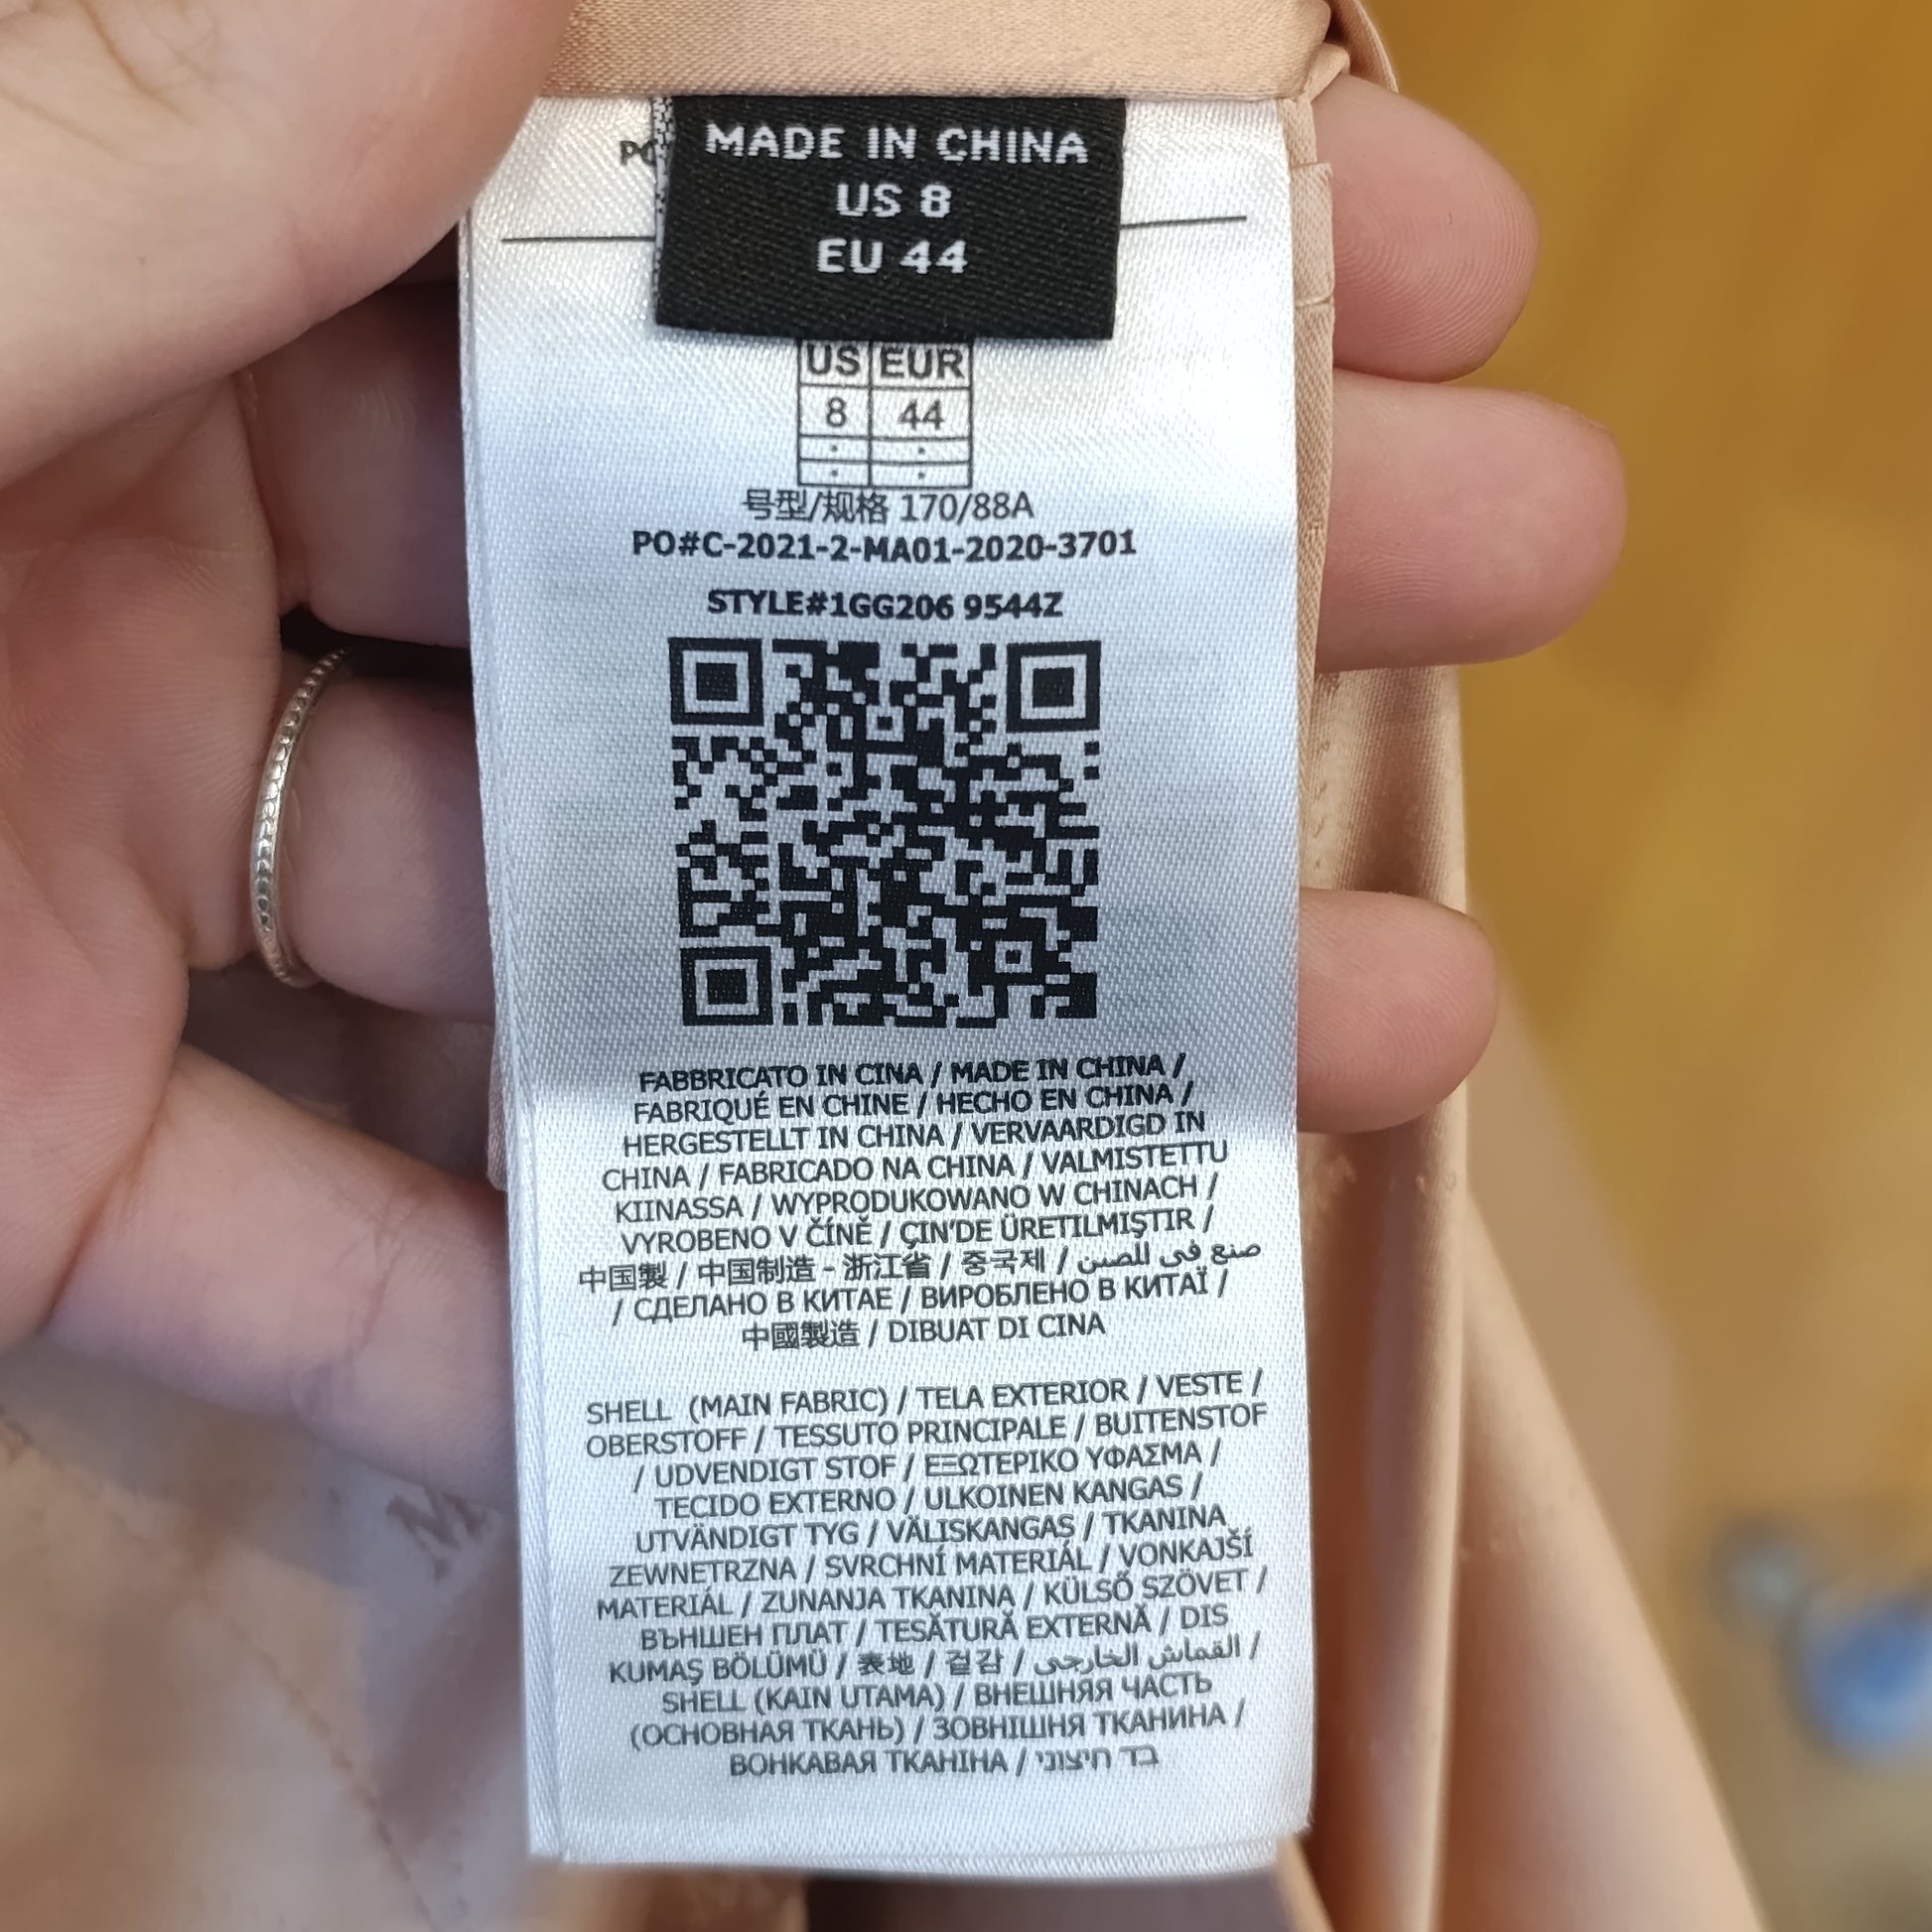 MADE IN CHINA
US 8
EU 44
US EUR
8 44
号型/规格 170/88A
PO#C-2021-2-MA01-2020-3701
STYLE#1GG206 9544Z
FABBRICATO IN CINA / MADE IN CHINA /
FABRIQUÉ EN CHINE / HECHO EN CHINA /
HERGESTELLT IN CHINA / VERVAARDIGD IN
CHINA / FABRICADO NA CHINA / VALMISTETTU
KIINASSA / WYPRODUKOWANO W CHINACH /
VYROBENO V ČÍNĚ / ÇIN'DE ÜRETILMIŞTIR /
中国製 / 中国制造 - 浙江省 / 중국제 / صنع في للصين
/ СДЕЛАНО В КИТАЕ / ВИРОБЛЕНО В КИТАЇ /
中國製造 / DIBUAT DI CINA
SHELL (MAIN FABRIC) / TELA EXTERIOR / VESTE /
OBERSTOFF / TESSUTO PRINCIPALE / BUITENSTOF
/ UDVENDIGT STOF / ΕΞΩΤΕΡΙΚΟ ΥΦΑΣΜΑ /
TECIDO EXTERNO / ULKOINEN KANGAS /
UTVÄNDIGT TYG / VÄLISKANGAS / TKANINA
ZEWNETRZNA / SVRCHNÍ MATERIÁL / VONKAJŠÍ
MATERIÁL / ZUNANJA TKANINA / KÜLSŐ SZÖVET /
ВЪНШЕН ПЛАТ / TESĂTURĂ EXTERNĂ / DIS
KUMAŞ BÖLÜMÜ / 表地 / 겉감 / القماش الخارجي /
SHELL (KAIN UTAMA) / ВНЕШНЯЯ ЧАСТЬ
(ОСНОВНАЯ ТКАНЬ) / ЗОВНІШНЯ ТКАНИНА /
ВОНКАВАЯ ТКАНІНА / בד חיצוני